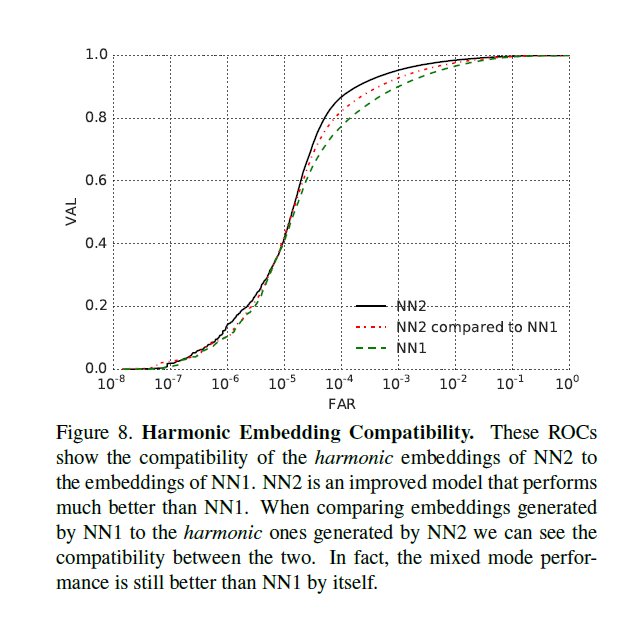 1.0
0.8
0.6
0.4
0.2
0.0
VAL
NN2
NN2 compared to NN1
NN1
10⁻⁸ 10⁻⁷ 10⁻⁶ 10⁻⁵ 10⁻⁴ 10⁻³ 10⁻² 10⁻¹ 10⁰
FAR
Figure 8. Harmonic Embedding Compatibility. These ROCs
show the compatibility of the harmonic embeddings of NN2 to
the embeddings of NN1. NN2 is an improved model that performs
much better than NN1. When comparing embeddings generated
by NN1 to the harmonic ones generated by NN2 we can see the
compatibility between the two. In fact, the mixed mode perfor-
mance is still better than NN1 by itself.